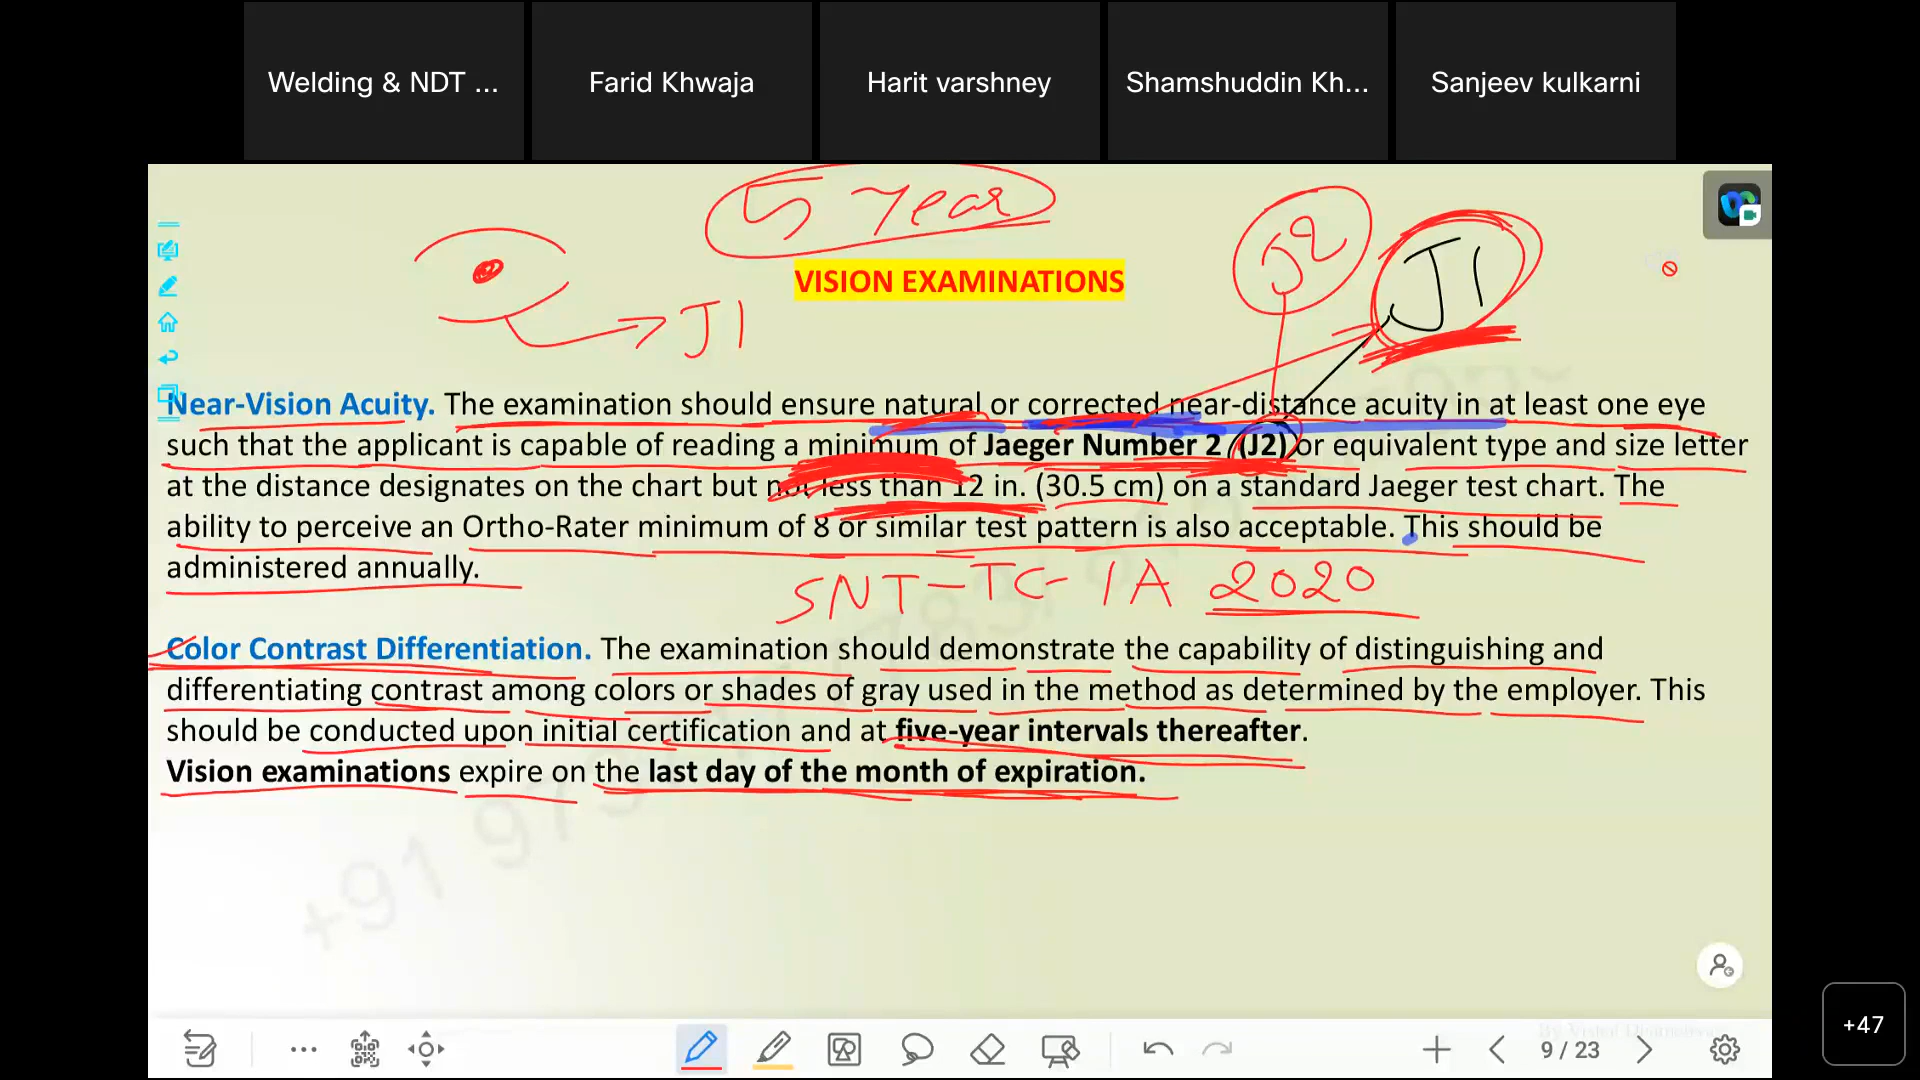 Welding & NDT ...
Farid Khwaja
Harit varshney
Shamshuddin Kh...
Sanjeev kulkarni
5 Year
J2
J1
VISION EXAMINATIONS
J1
Near-Vision Acuity. The examination should ensure natural or corrected near-distance acuity in at least one eye
such that the applicant is capable of reading a minimum of Jaeger Number 2 (J2) or equivalent type and size letter
at the distance designates on the chart but not less than 12 in. (30.5 cm) on a standard Jaeger test chart. The
ability to perceive an Ortho-Rater minimum of 8 or similar test pattern is also acceptable. This should be
administered annually.
SNT-TC-1A 2020
Color Contrast Differentiation. The examination should demonstrate the capability of distinguishing and
differentiating contrast among colors or shades of gray used in the method as determined by the employer. This
should be conducted upon initial certification and at five-year intervals thereafter.
Vision examinations expire on the last day of the month of expiration.
+47
9 / 23